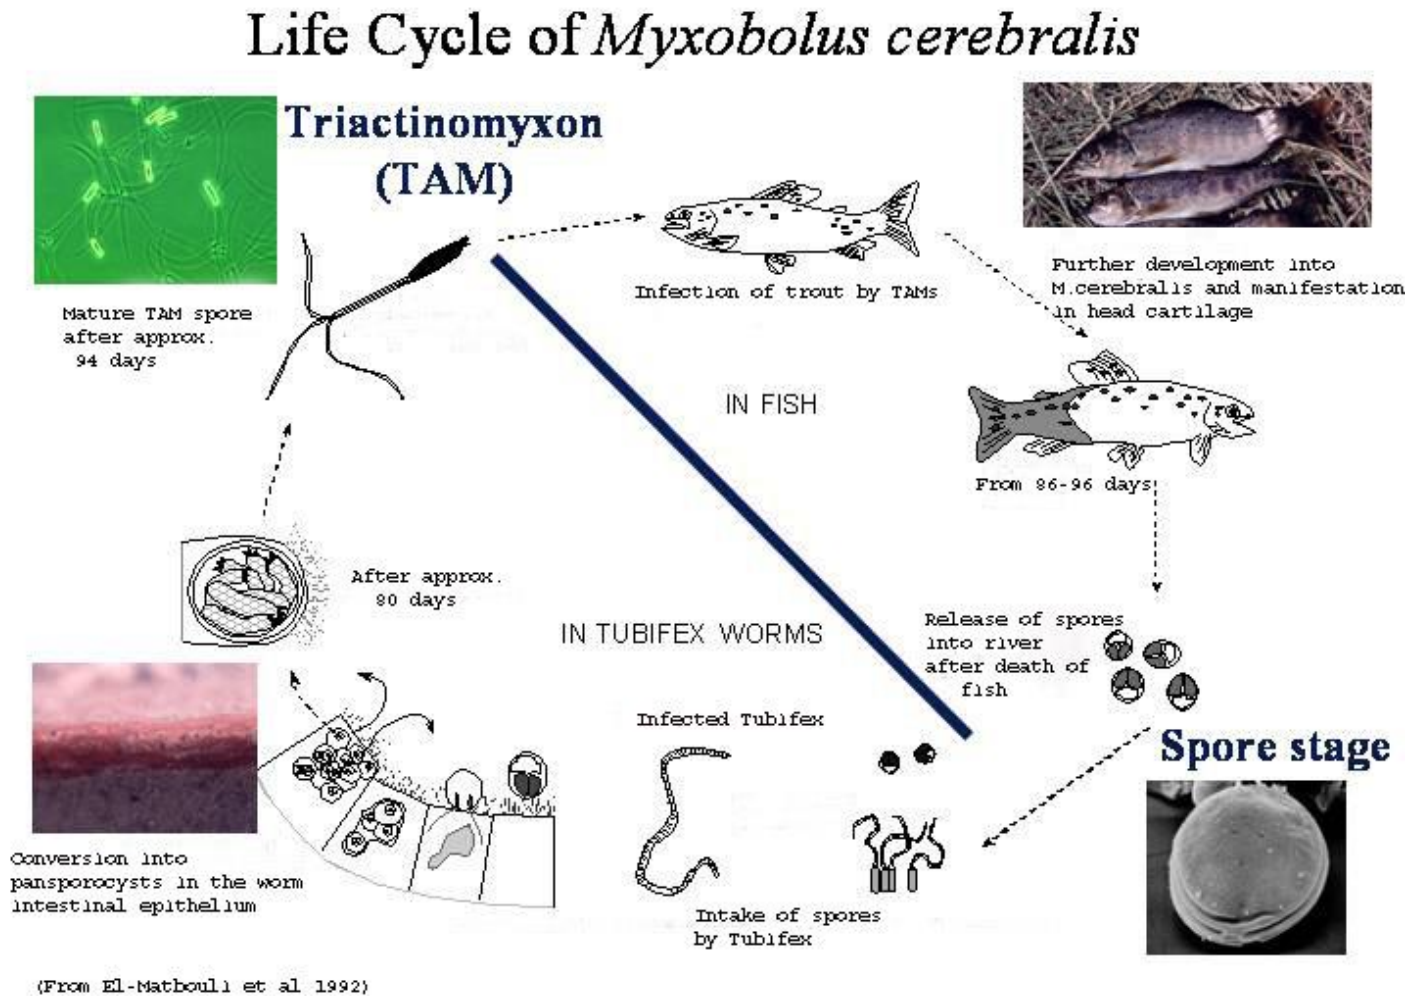 Life Cycle of Myxobolus cerebralis
Triactinomyxon
(TAM)
Mature TAM spore
after approx.
94 days
Infection of trout by TAMs
Further development into
M.cerebralis and manifestation
in head cartilage
IN FISH
From 86-96 days
After approx.
80 days
IN TUBIFEX WORMS
Release of spores
into river
after death of
fish
Infected Tubifex
Spore stage
Conversion into
pansporocysts in the worm
intestinal epithelium
Intake of spores
by Tubifex
(From El-Matbouli et al 1992)